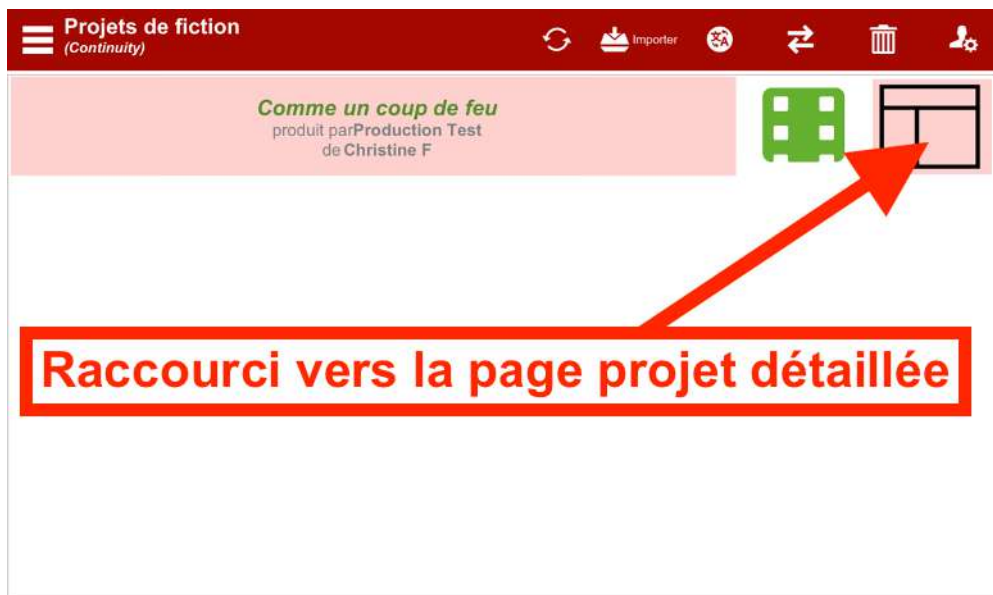 Projets de fiction
(Continuity)
Importer
Comme un coup de feu
produit parProduction Test
de Christine F
Raccourci vers la page projet détaillée